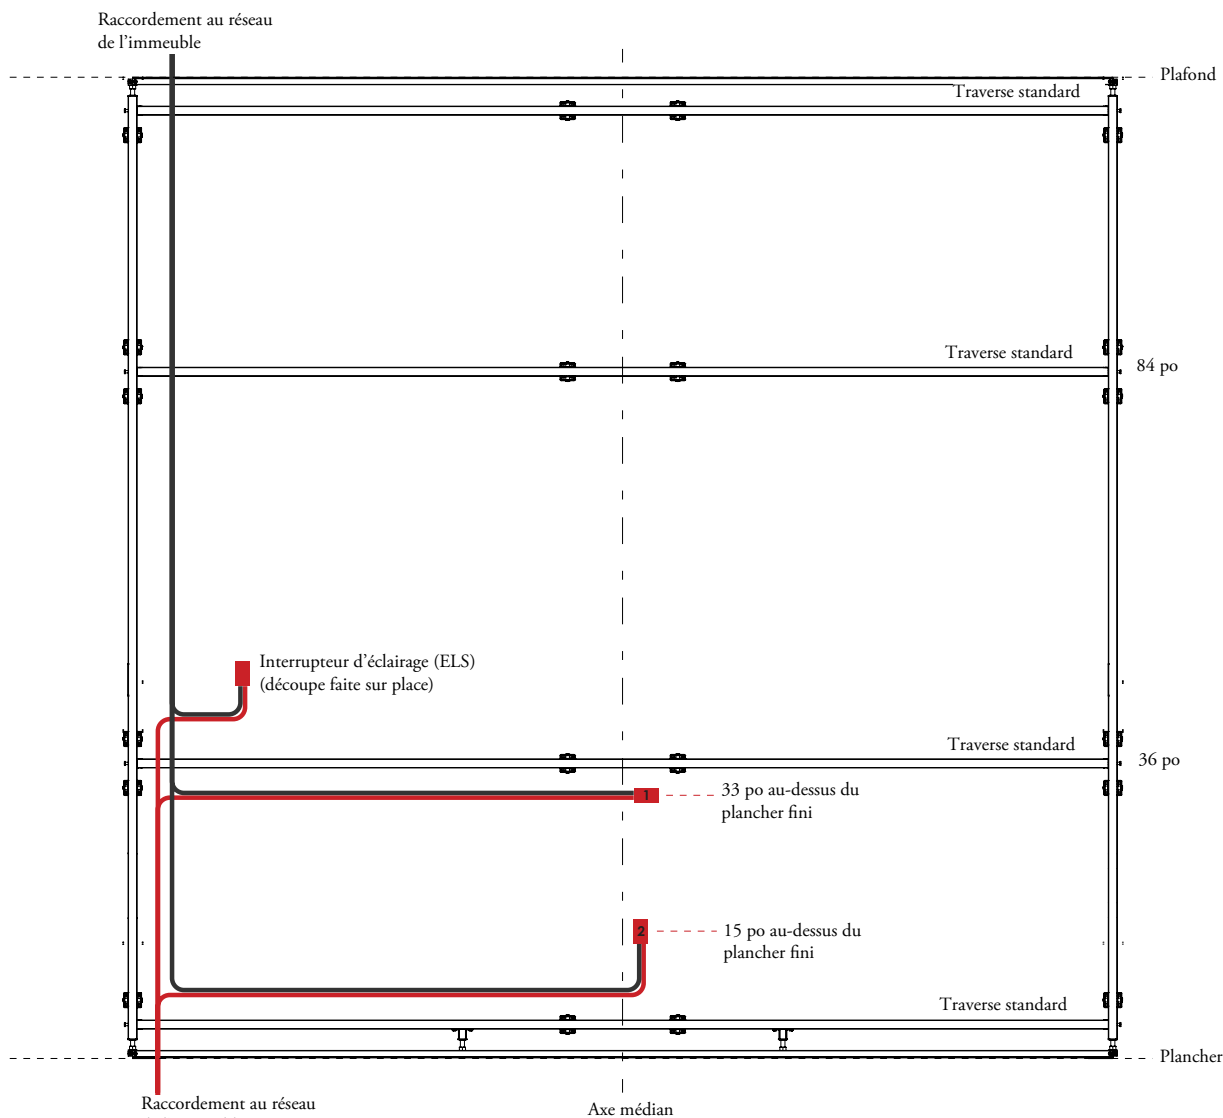 Raccordement au réseau
de l'immeuble
Plafond
Traverse standard
Traverse standard
84 po
Interrupteur d'éclairage (ELS)
(découpe faite sur place)
Traverse standard
36 po
1
33 po au-dessus du
plancher fini
2
15 po au-dessus du
plancher fini
Traverse standard
Plancher
Raccordement au réseau
Axe médian